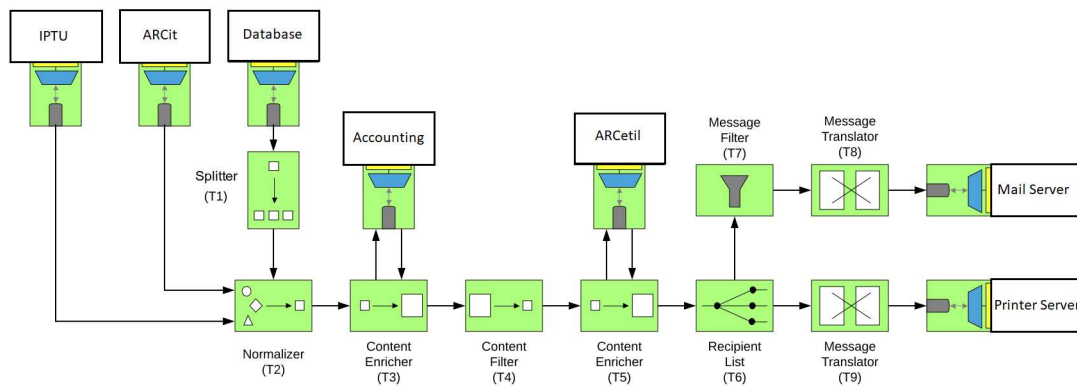 IPTU
ARCit
Database
Accounting
ARCetil
Message
Filter
(T7)
Message
Translator
(T8)
Splitter
(T1)
Mail Server
Printer Server
Normalizer
(T2)
Content
Enricher
(T3)
Content
Filter
(T4)
Content
Enricher
(T5)
Recipient
List
(T6)
Message
Translator
(T9)